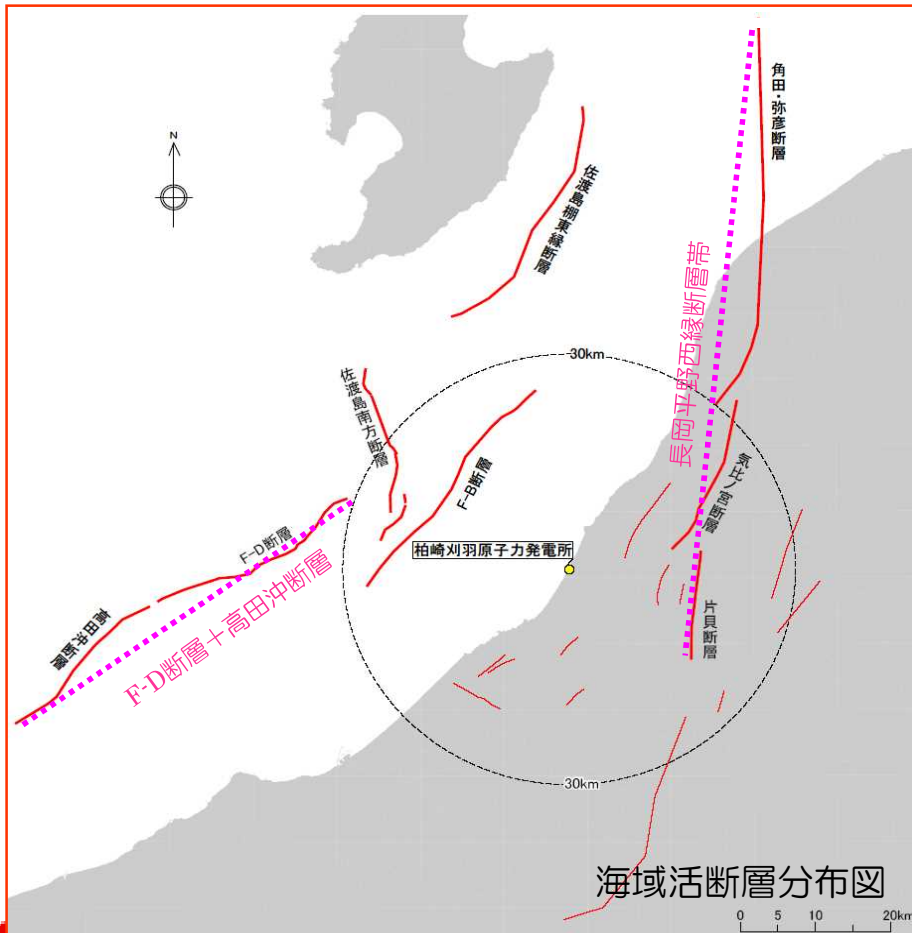 N
角田・弥彦断層
佐渡島棚東縁断層
長岡平野西縁断層帯
30km
佐渡島南方断層
F-B断層
気比ノ宮断層
F-D断層
柏崎刈羽原子力発電所
高田沖断層
F-D断層＋高田沖断層
片貝断層
30km
海域活断層分布図
0 5 10 20km